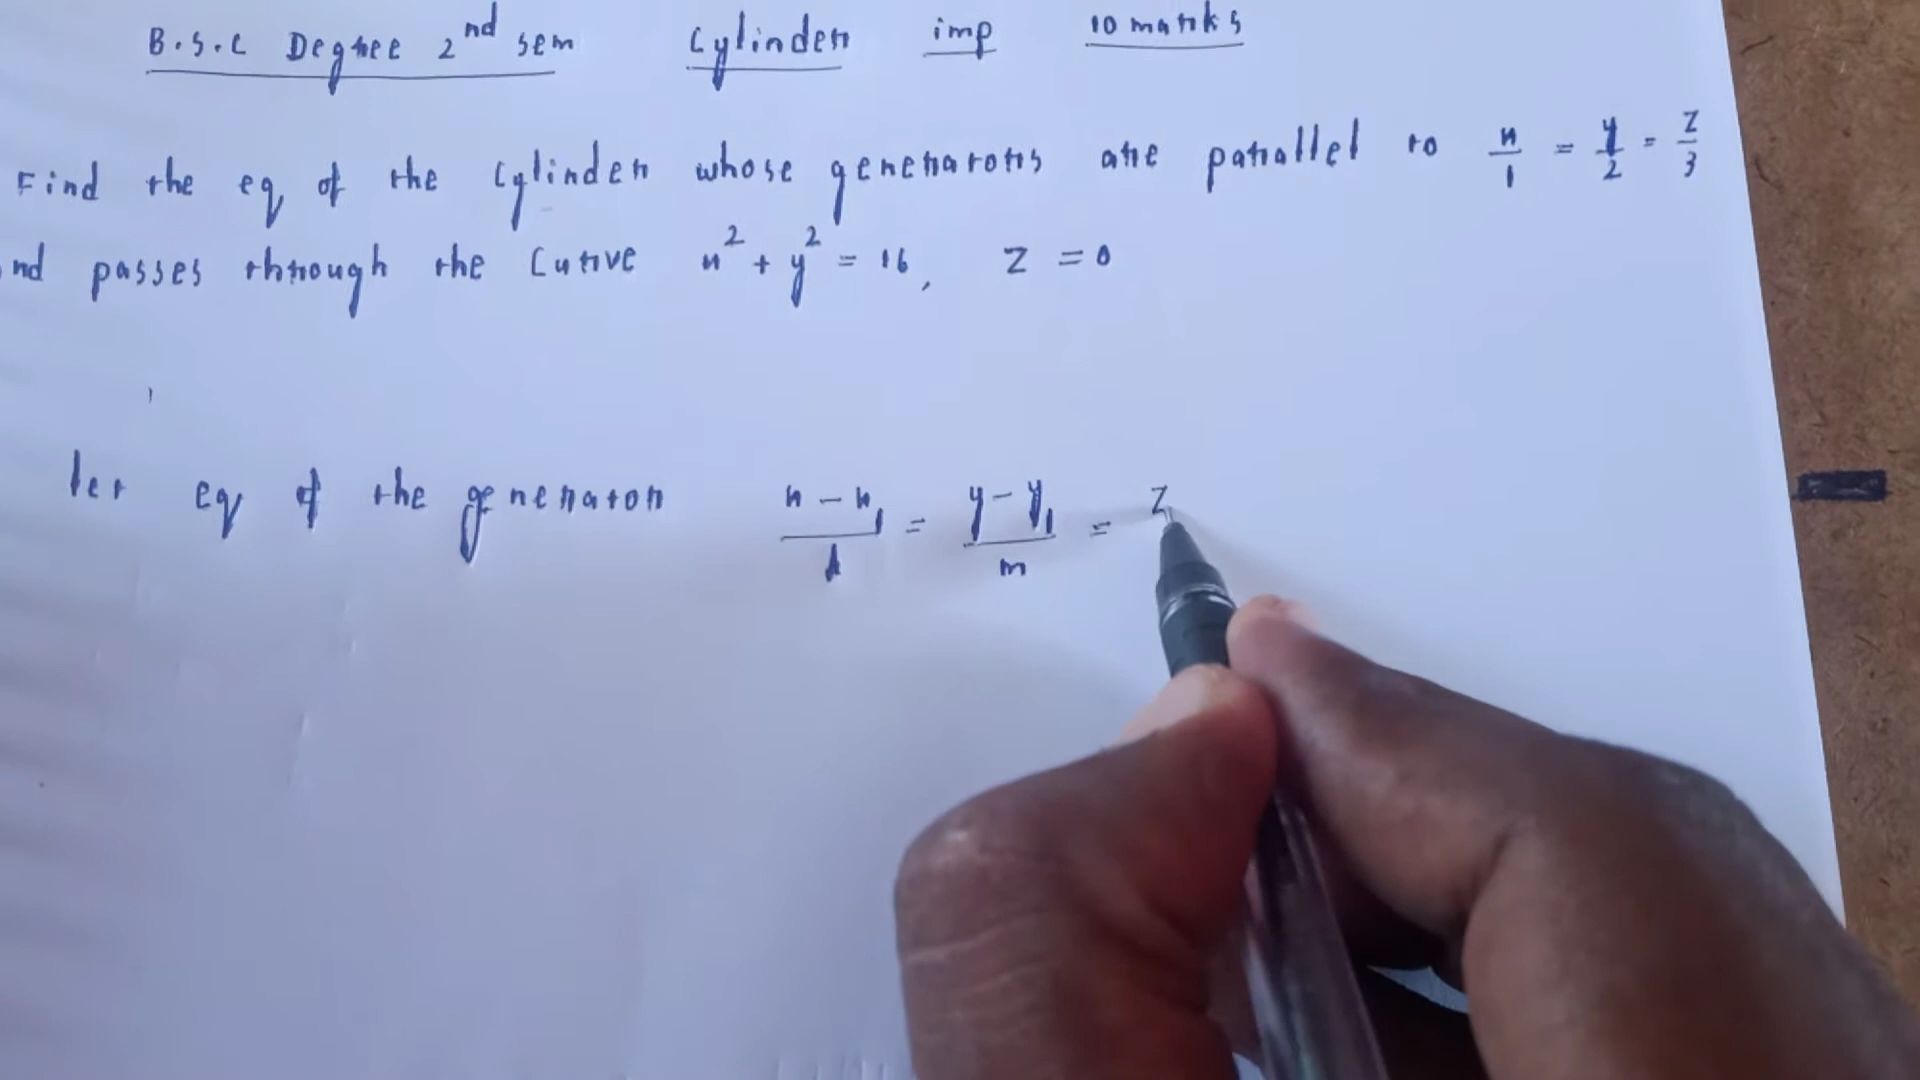 B.S.C Degree 2nd sem Cylinder imp 10 marks
Find the eq of the Cylinder whose generators are parallel to x/1 = y/2 = z/3
nd passes through the Curve x² + y² = 16, z = 0
let eq of the generator x - x₁/l = y - y₁/m = z